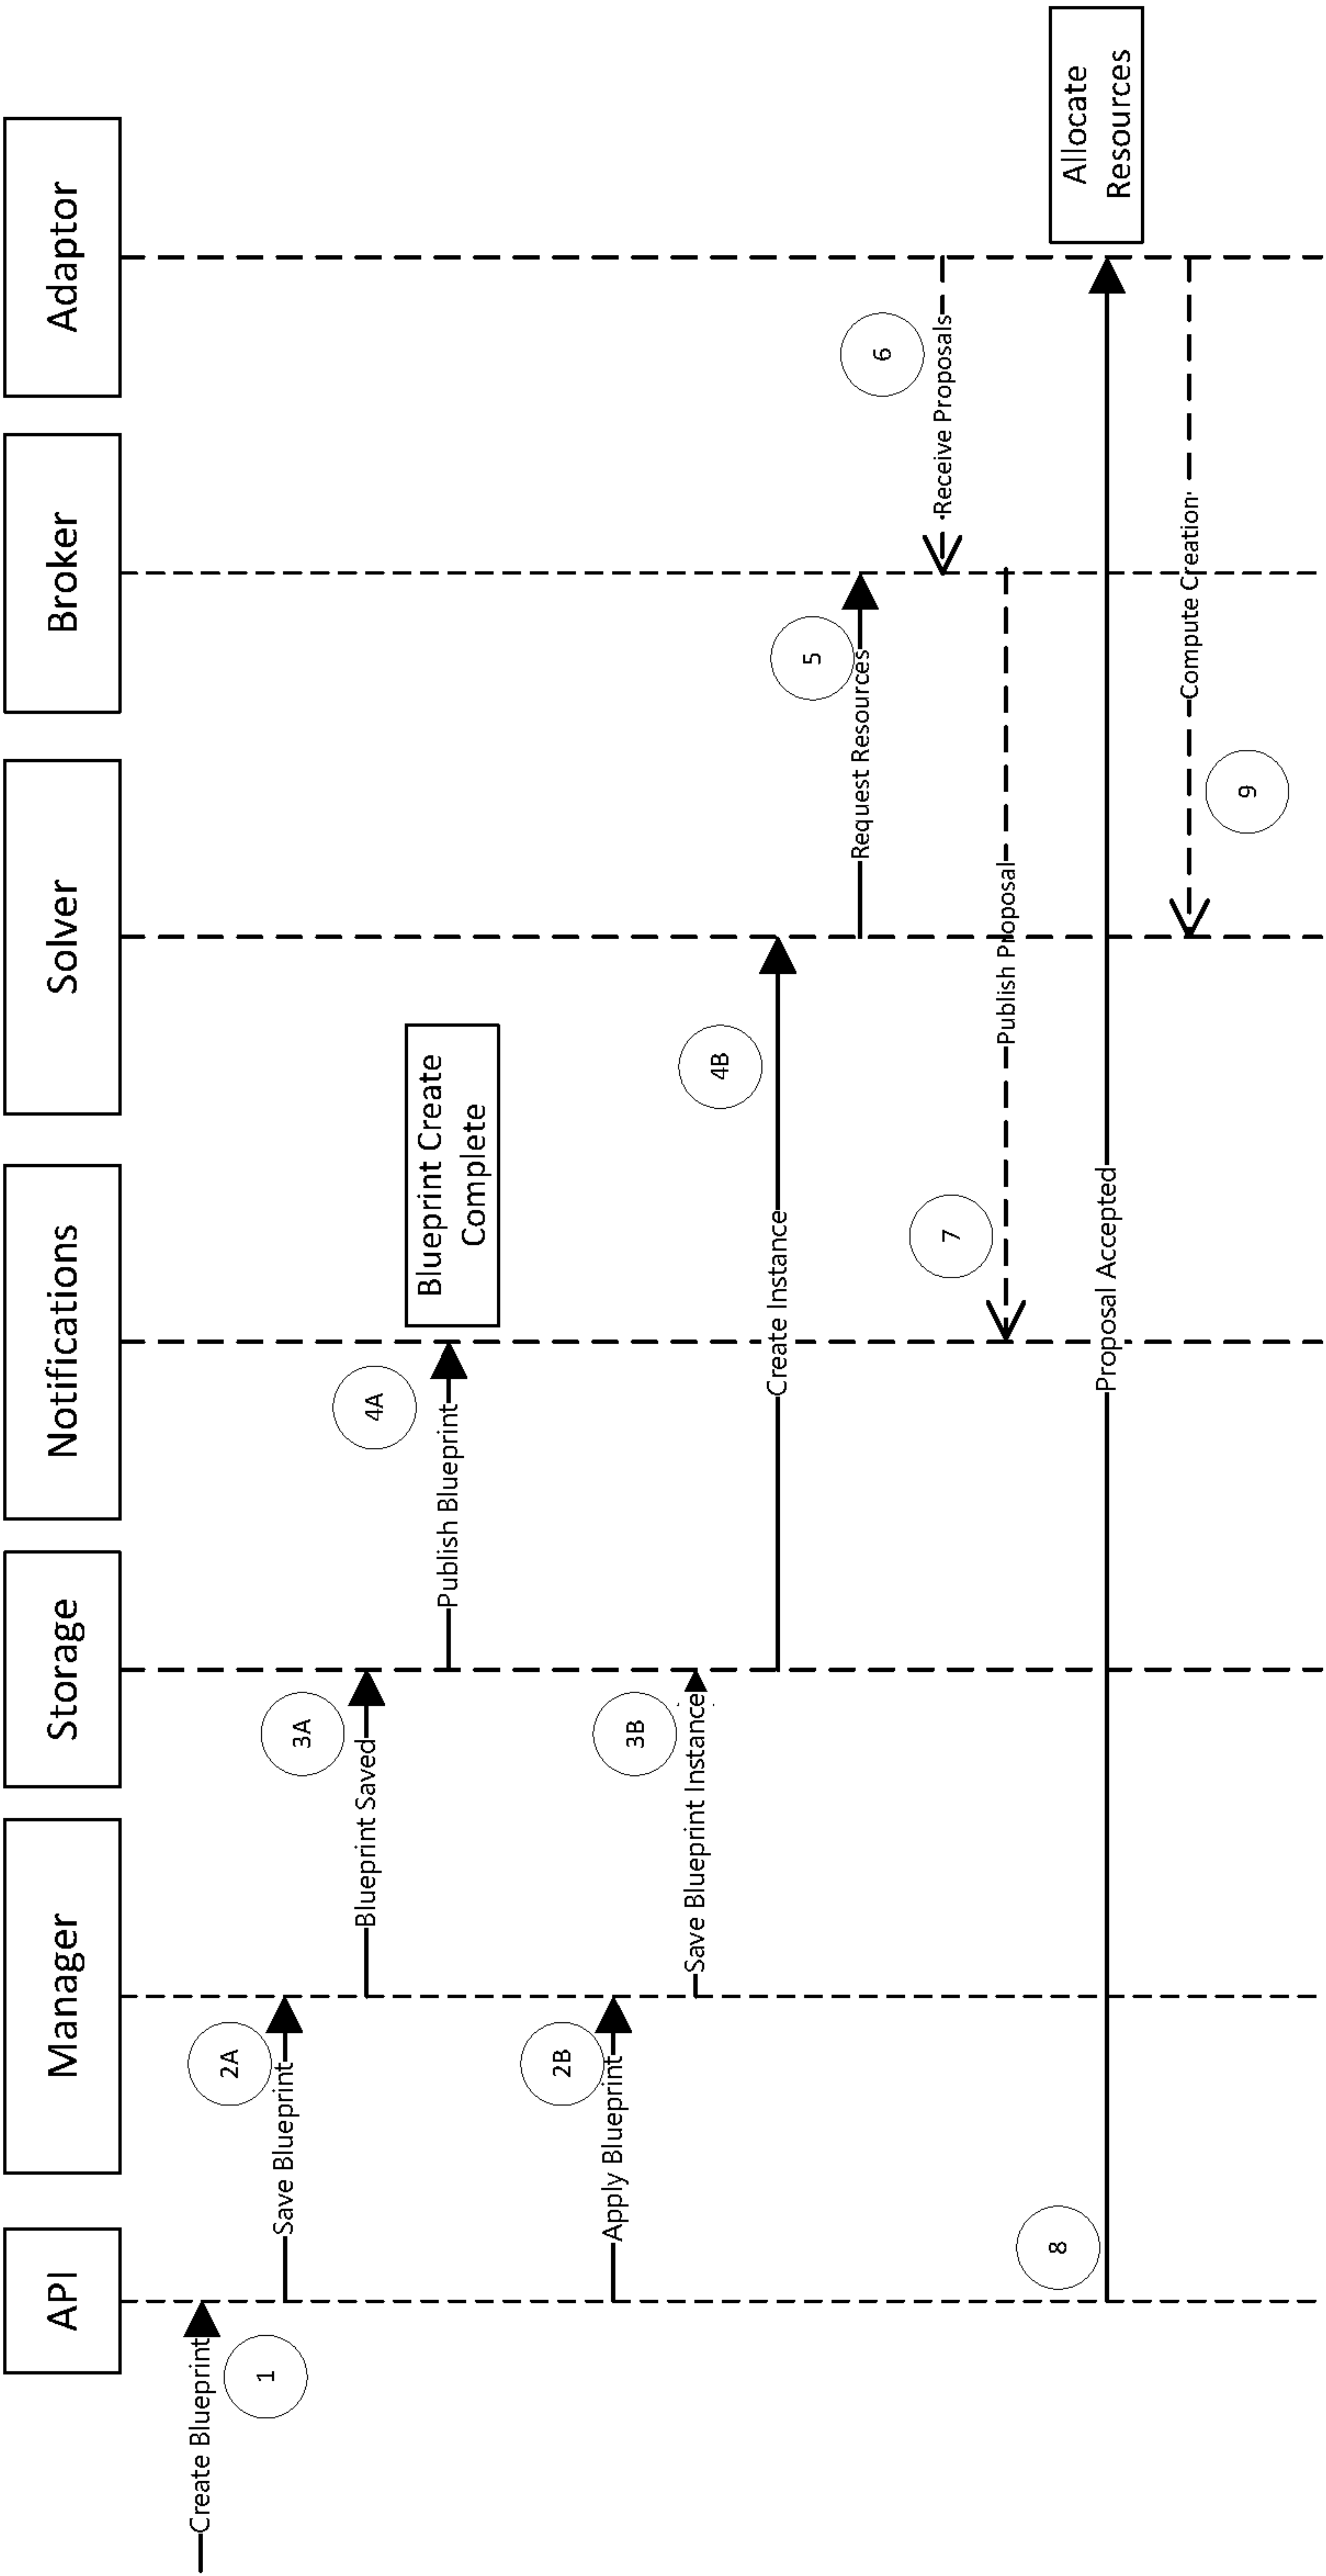 API
Manager
Storage
Notifications
Solver
Broker
Adaptor
Create Blueprint
1
2A
Save Blueprint
3A
Blueprint Saved
4A
Publish Blueprint
Blueprint Create
Complete
2B
Apply Blueprint
3B
Save Blueprint Instance
4B
Create Instance
5
Request Resources
6
Receive Proposals
7
Publish Proposal
8
Proposal Accepted
Allocate
Resources
Compute Creation
9